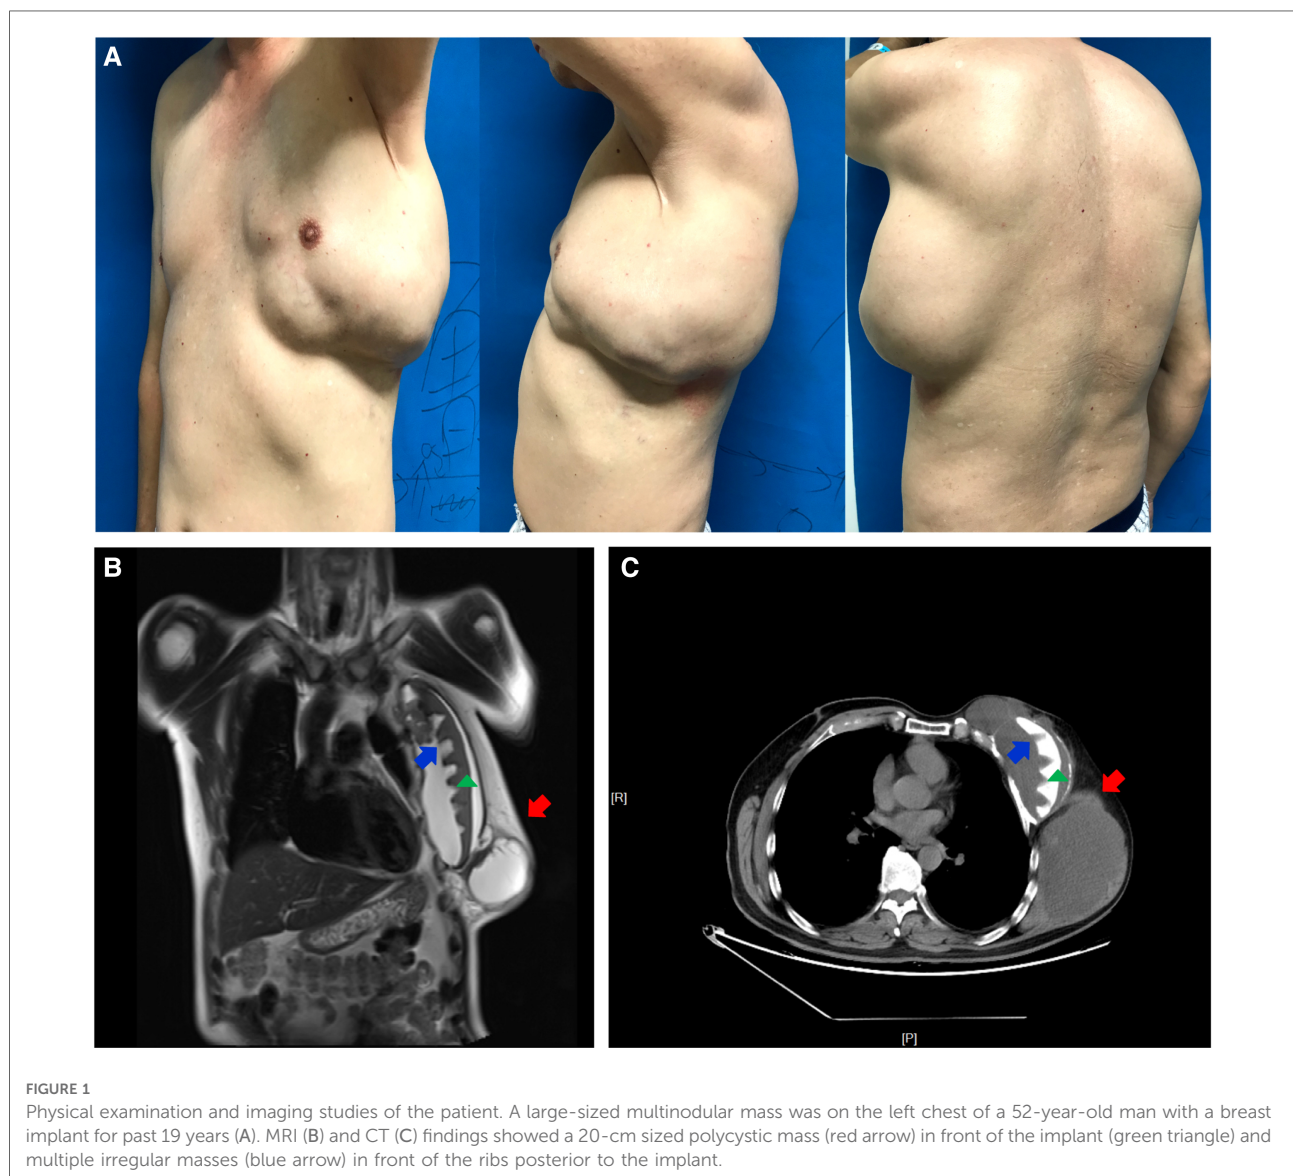 A
B
C
[R]
[P]
FIGURE 1
Physical examination and imaging studies of the patient. A large-sized multinodular mass was on the left chest of a 52-year-old man with a breast
implant for past 19 years (A). MRI (B) and CT (C) findings showed a 20-cm sized polycystic mass (red arrow) in front of the implant (green triangle) and
multiple irregular masses (blue arrow) in front of the ribs posterior to the implant.